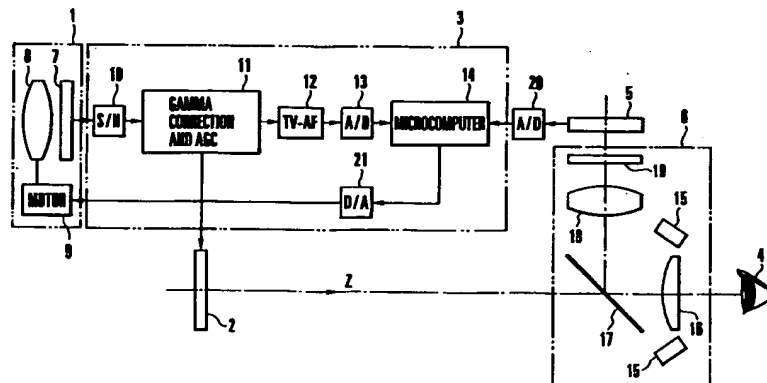 1
3
8
7
10
11
12
13
14
20
5
6
S/H
GAMMA
CONNECTION
AND AGC
TV-AF
A/D
MICROCOMPUTER
A/D
19
21
15
MOTOR
D/A
18
4
9
Z
2
17
16
15